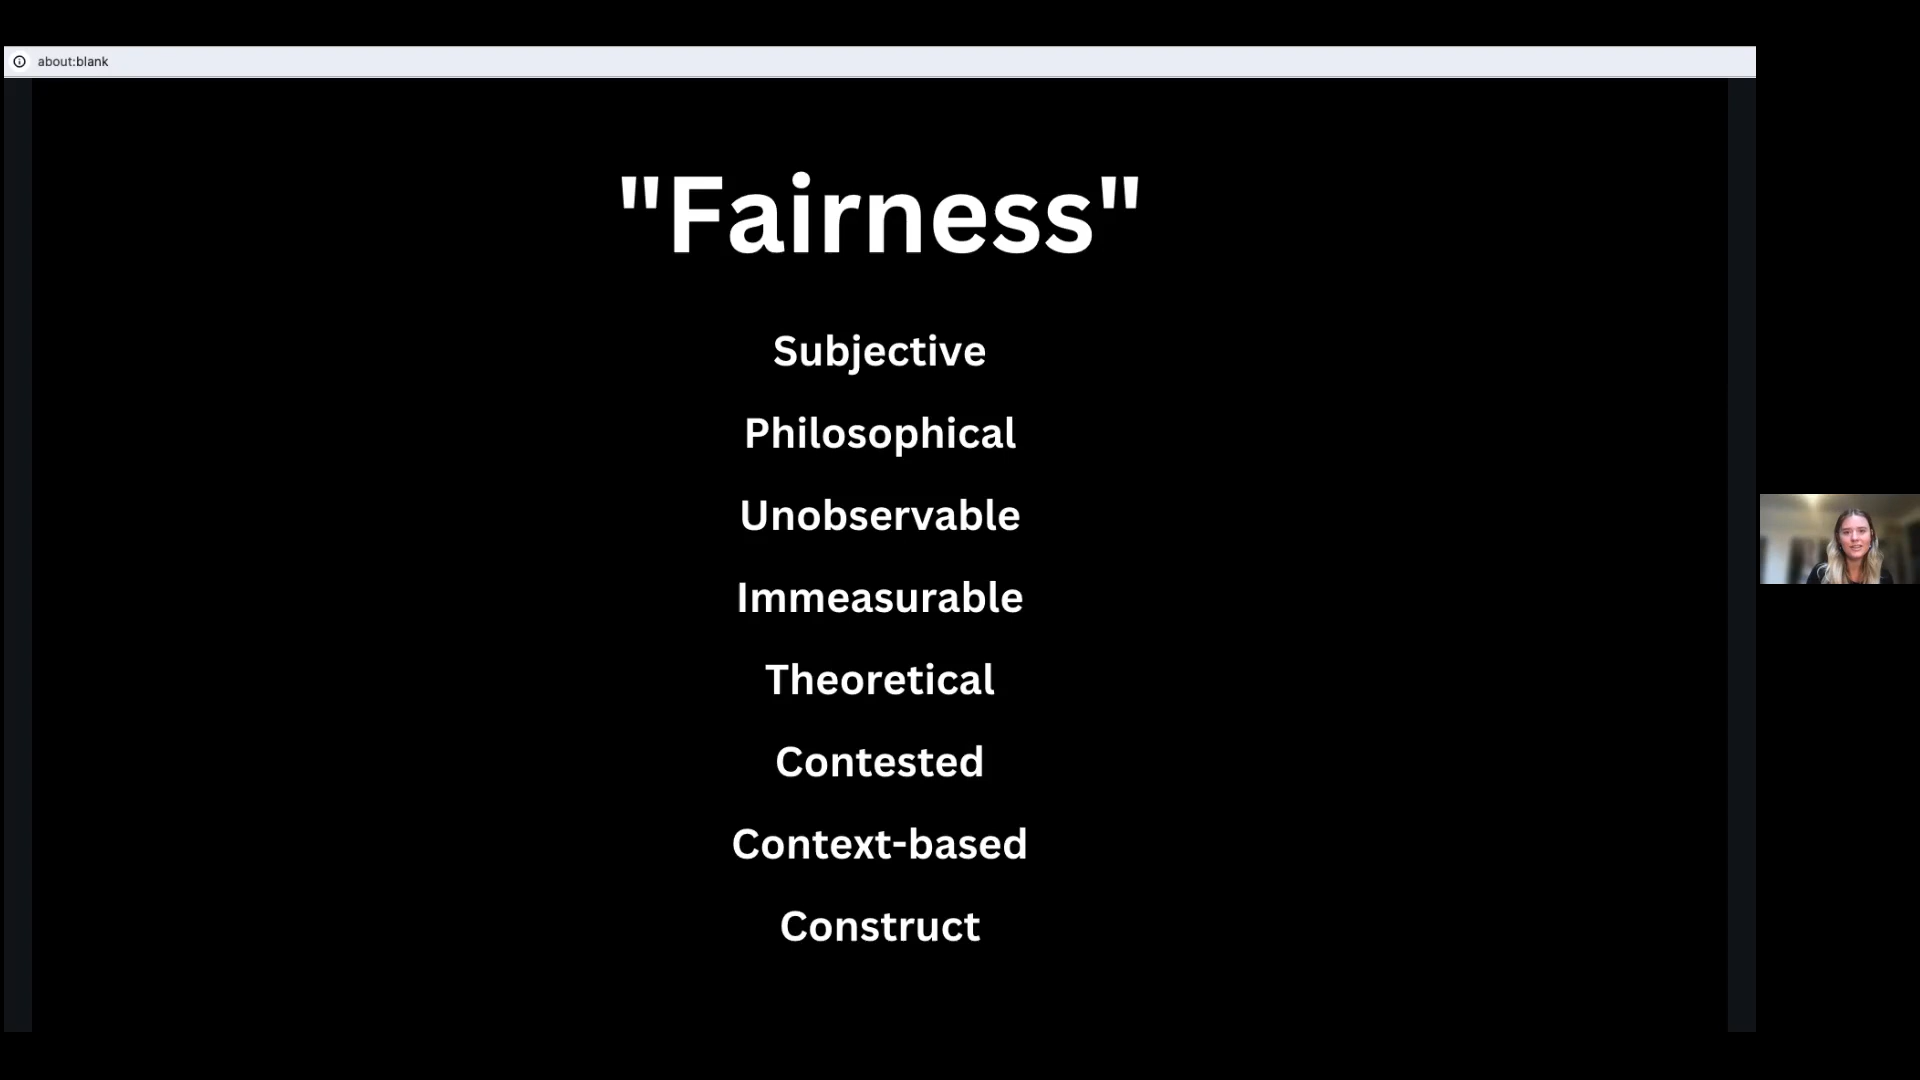 about:blank
"Fairness"
Subjective
Philosophical
Unobservable
Immeasurable
Theoretical
Contested
Context-based
Construct